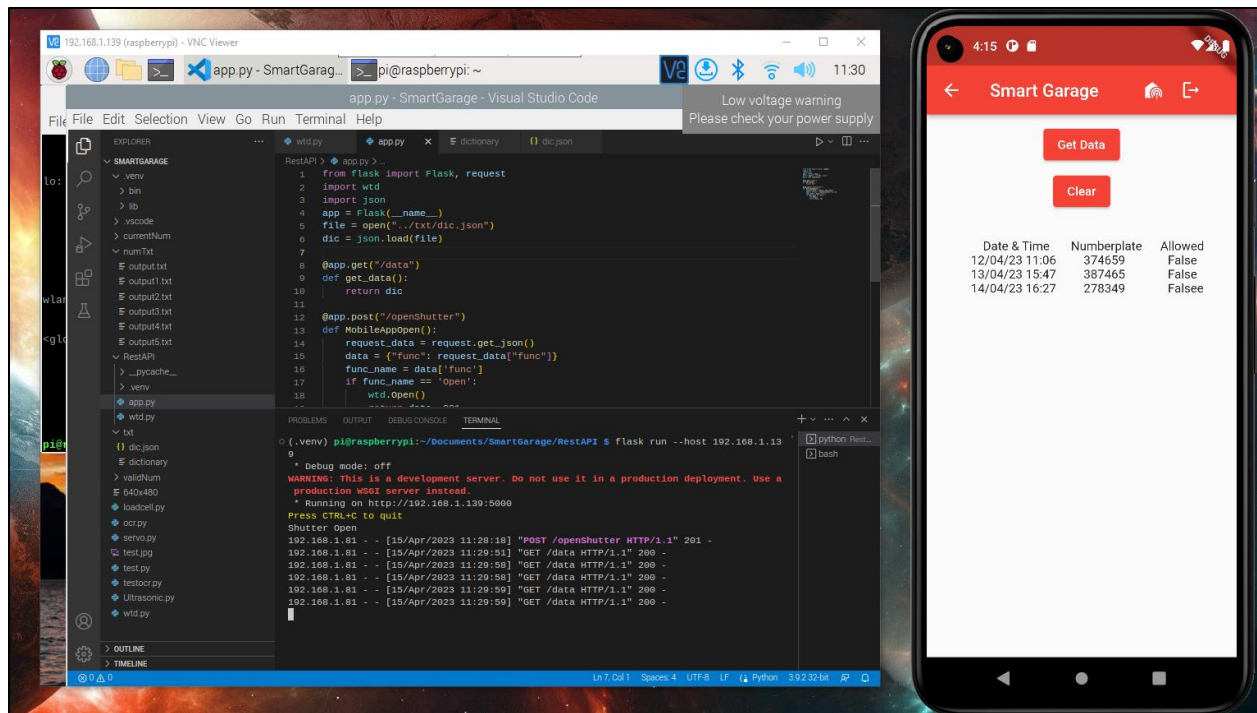 192.168.1.139 (raspberrypi) - VNC Viewer
app.py - SmartGarag...
pi@raspberrypi: ~
11:30
app.py - SmartGarage - Visual Studio Code
Low voltage warning
Please check your power supply
File
File Edit Selection View Go Run Terminal Help
lo:
wlan
<glo
pi@r
EXPLORER
SMARTGARAGE
.venv
bin
lib
.vscode
currentNum
numTxt
output.txt
output1.txt
output2.txt
output3.txt
output4.txt
output5.txt
RestAPI
__pycache__
.venv
app.py
wtd.py
txt
dic.json
dictionary
validNum
640x480
loadcell.py
ocr.py
servo.py
test.jpg
test.py
testocr.py
Ultrasonic.py
wtd.py
OUTLINE
TIMELINE
wtd.py app.py dictionary dic.json
RestAPI > app.py > ...
1 from flask import Flask, request
2 import wtd
3 import json
4 app = Flask(__name__)
5 file = open("../txt/dic.json")
6 dic = json.load(file)
7
8 @app.get("/data")
9 def get_data():
10 return dic
11
12 @app.post("/openShutter")
13 def MobileAppOpen():
14 request_data = request.get_json()
15 data = {"func": request_data["func"]}
16 func_name = data['func']
17 if func_name == 'Open':
18 wtd.Open()
PROBLEMS OUTPUT DEBUG CONSOLE TERMINAL
python Rest...
bash
(.venv) pi@raspberrypi:~/Documents/SmartGarage/RestAPI $ flask run --host 192.168.1.13
9
* Debug mode: off
WARNING: This is a development server. Do not use it in a production deployment. Use a
production WSGI server instead.
* Running on http://192.168.1.139:5000
Press CTRL+C to quit
Shutter Open
192.168.1.81 - - [15/Apr/2023 11:28:18] "POST /openShutter HTTP/1.1" 201 -
192.168.1.81 - - [15/Apr/2023 11:29:51] "GET /data HTTP/1.1" 200 -
192.168.1.81 - - [15/Apr/2023 11:29:58] "GET /data HTTP/1.1" 200 -
192.168.1.81 - - [15/Apr/2023 11:29:58] "GET /data HTTP/1.1" 200 -
192.168.1.81 - - [15/Apr/2023 11:29:59] "GET /data HTTP/1.1" 200 -
192.168.1.81 - - [15/Apr/2023 11:29:59] "GET /data HTTP/1.1" 200 -
0 0 Ln 7, Col 1 Spaces: 4 UTF-8 LF Python 3.9.2 32-bit
4:15
DEBUG
Smart Garage
Get Data
Clear
Date & Time Numberplate Allowed
12/04/23 11:06 374659 False
13/04/23 15:47 387465 False
14/04/23 16:27 278349 Falsee